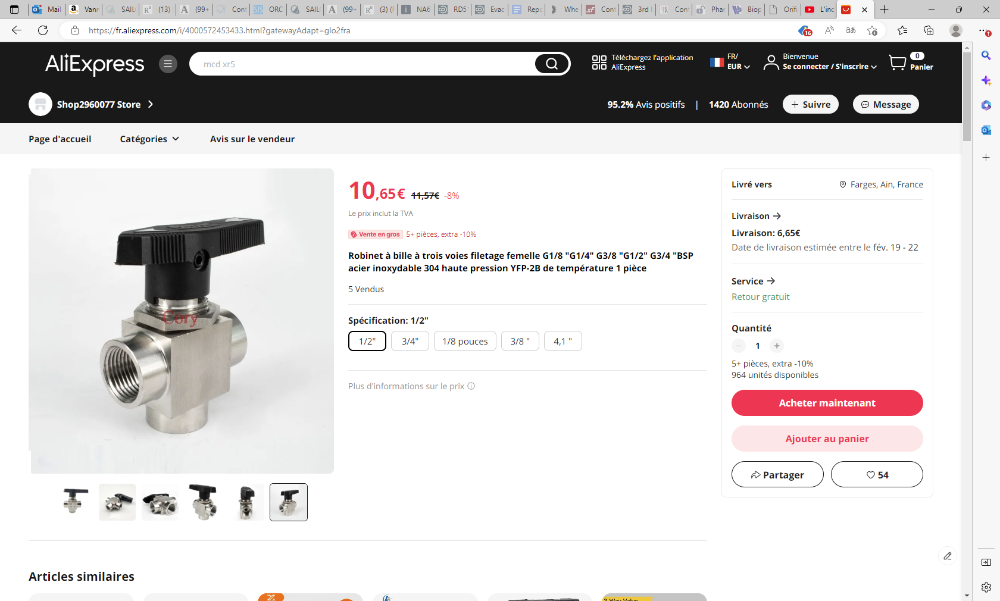 Mail
Vanr
SAIL
(13)
(99+
Cont
ORC
SAIL
(99+
(3) (F
NA6
RD5
Evac
Repo
Whe
Cont
3rd
Cont
Phar
Biop
Orifi
L'inc
https://fr.aliexpress.com/i/4000572453433.html?gatewayAdapt=glo2fra
16
AliExpress
mcd xr5
Téléchargez l'application
AliExpress
FR/
EUR
Bienvenue
Se connecter / S'inscrire
0
Panier
Shop2960077 Store
95.2% Avis positifs | 1420 Abonnés
+ Suivre
Message
Page d'accueil
Catégories
Avis sur le vendeur
Cory
10,65€ 11,57€ -8%
Le prix inclut la TVA
Vente en gros 5+ pièces, extra -10%
Robinet à bille à trois voies filetage femelle G1/8 "G1/4" G3/8 "G1/2" G3/4 "BSP
acier inoxydable 304 haute pression YFP-2B de température 1 pièce
5 Vendus
Spécification: 1/2"
1/2"
3/4"
1/8 pouces
3/8 "
4,1 "
Plus d'informations sur le prix
Livré vers
Farges, Ain, France
Livraison
Livraison: 6,65€
Date de livraison estimée entre le fév. 19 - 22
Service
Retour gratuit
Quantité
1
5+ pièces, extra -10%
964 unités disponibles
Acheter maintenant
Ajouter au panier
Partager
54
Articles similaires